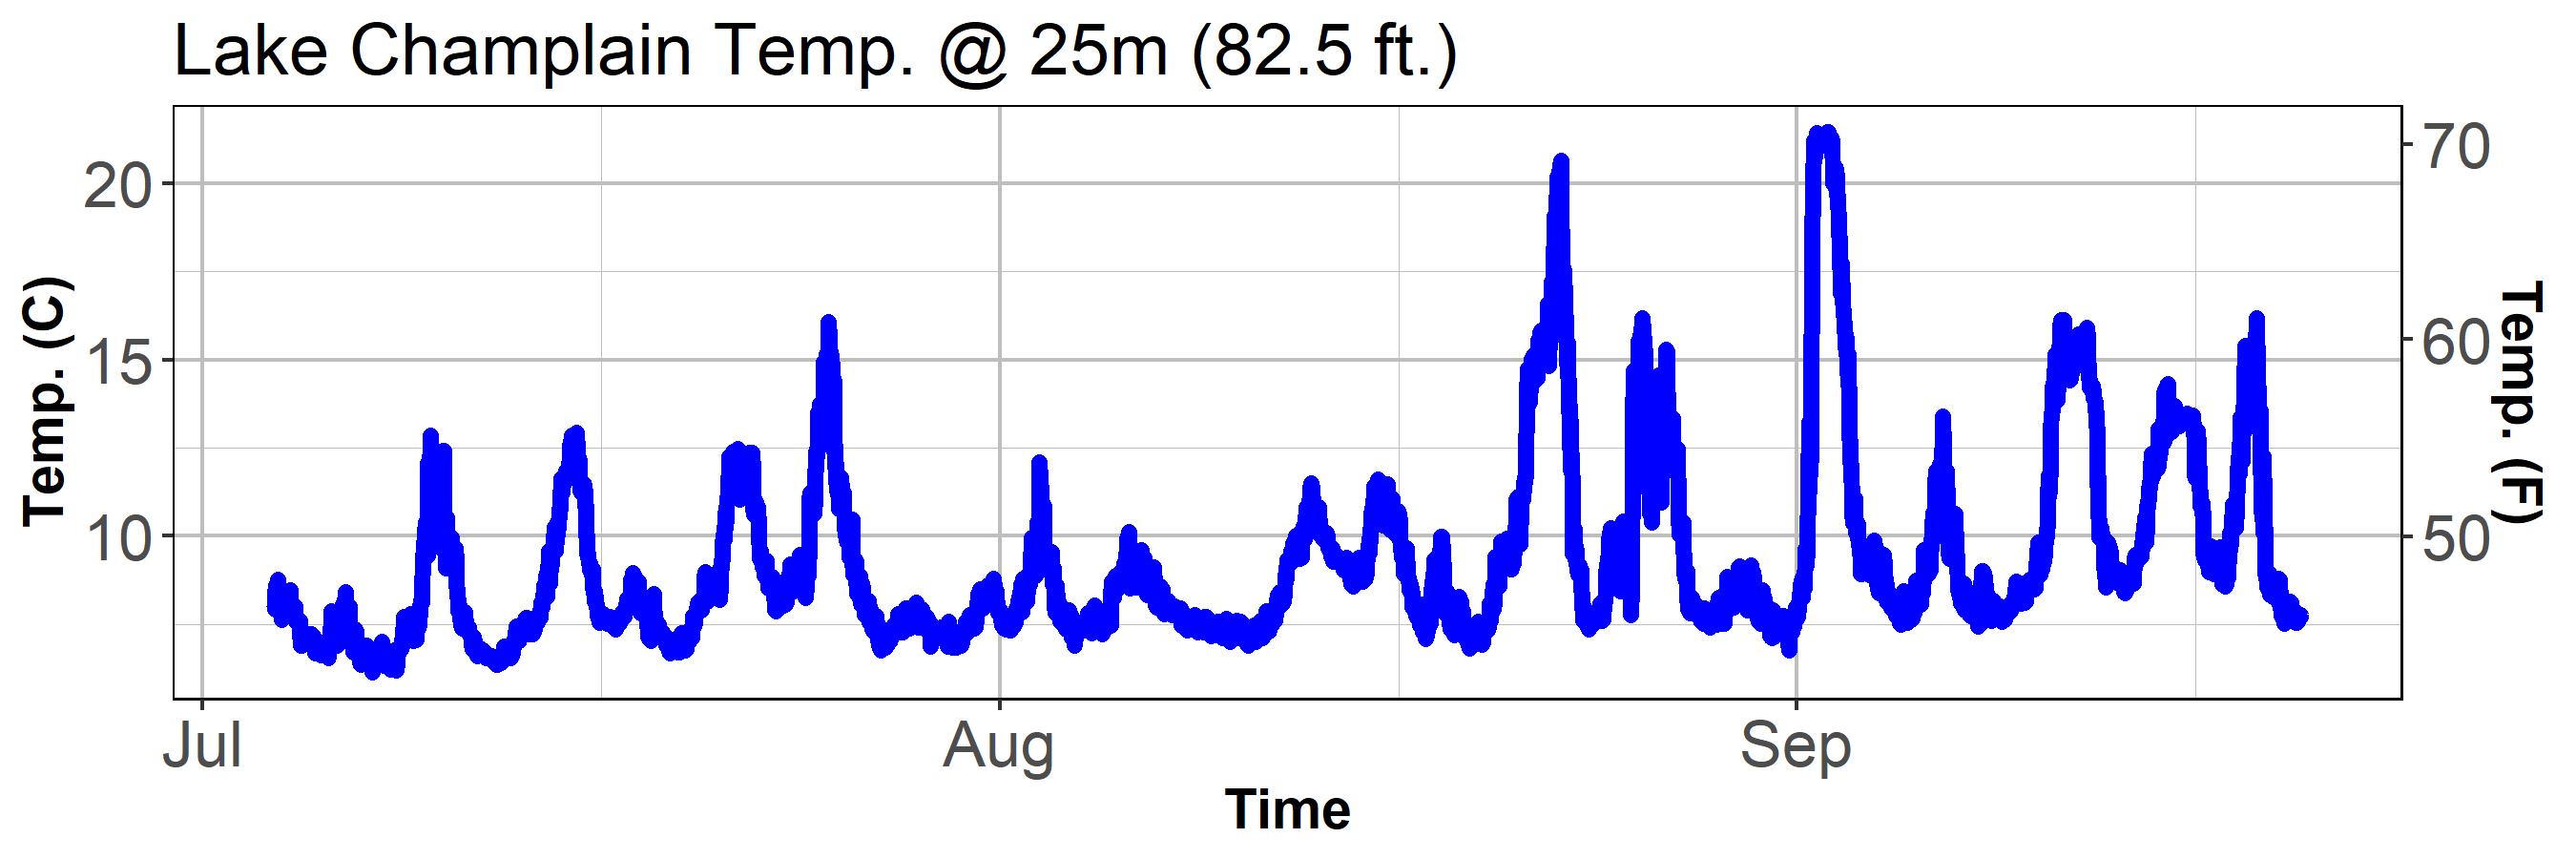 Lake Champlain Temp. @ 25m (82.5 ft.)
Temp. (C)
20
15
10
70
60
50
Temp. (F)
Jul Aug Sep
Time